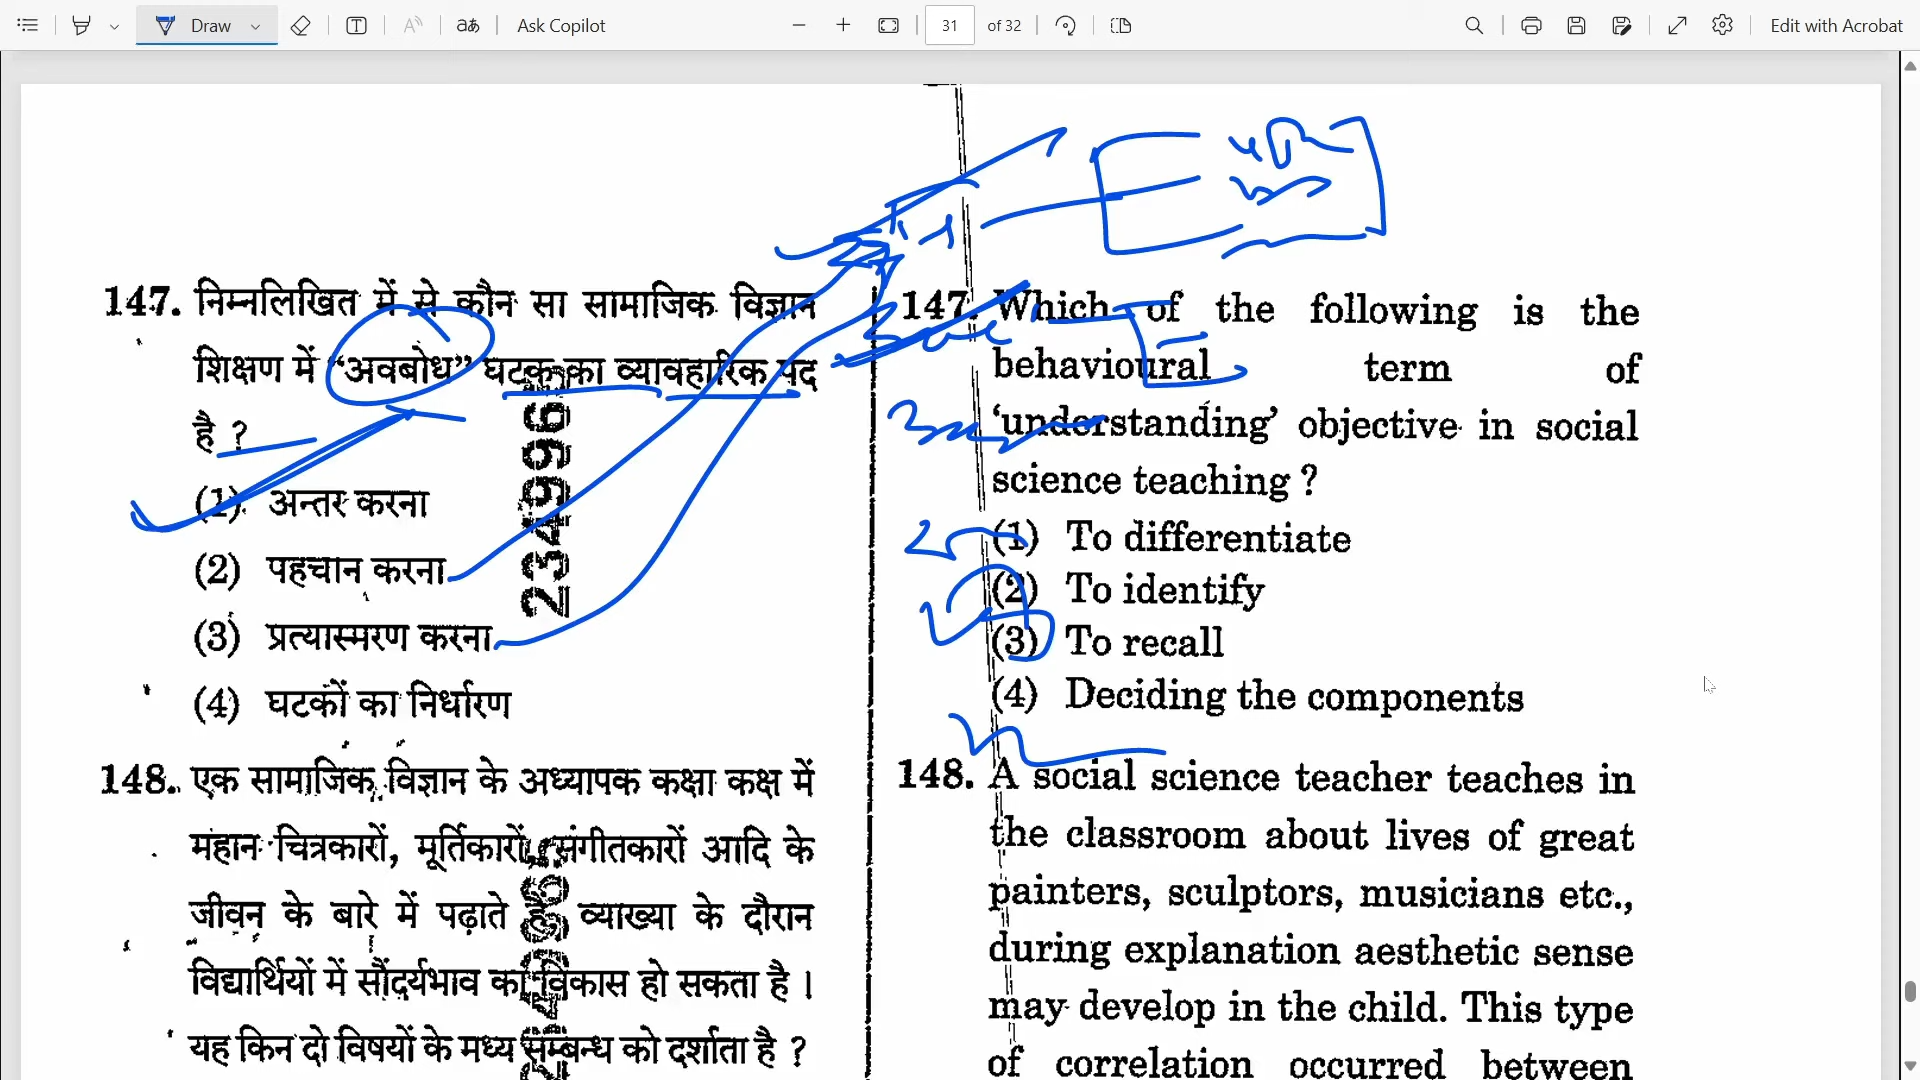 Draw
Ask Copilot
31 of 32
Edit with Acrobat
147. निम्नलिखित में से कौन सा सामाजिक विज्ञान
शिक्षण में “अवबोध” घटक का व्यावहारिक पद
है ?
(1) अन्तर करना
(2) पहचान करना
(3) प्रत्यास्मरण करना
(4) घटकों का निर्धारण
148. एक सामाजिक विज्ञान के अध्यापक कक्षा कक्ष में
महान चित्रकारों, मूर्तिकारों, संगीतकारों आदि के
जीवन के बारे में पढ़ाते हैं। व्याख्या के दौरान
विद्यार्थियों में सौंदर्यभाव का विकास हो सकता है ।
यह किन दो विषयों के मध्य सम्बन्ध को दर्शाता है ?
147. Which of the following is the
behavioural term of
‘understanding’ objective in social
science teaching ?
(1) To differentiate
(2) To identify
(3) To recall
(4) Deciding the components
148. A social science teacher teaches in
the classroom about lives of great
painters, sculptors, musicians etc.,
during explanation aesthetic sense
may develop in the child. This type
of correlation occurred between